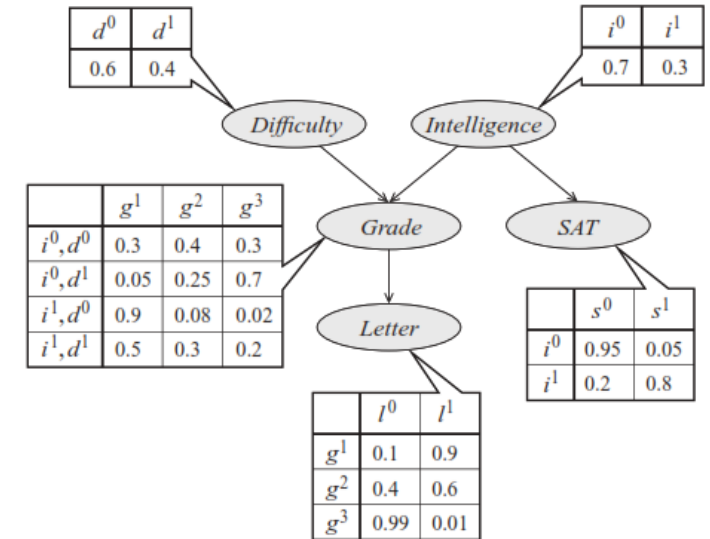 d⁰ d¹
0.6 0.4
i⁰ i¹
0.7 0.3
Difficulty
Intelligence
g¹ g² g³
i⁰,d⁰ 0.3 0.4 0.3
i⁰,d¹ 0.05 0.25 0.7
i¹,d⁰ 0.9 0.08 0.02
i¹,d¹ 0.5 0.3 0.2
Grade
SAT
Letter
s⁰ s¹
i⁰ 0.95 0.05
i¹ 0.2 0.8
l⁰ l¹
g¹ 0.1 0.9
g² 0.4 0.6
g³ 0.99 0.01